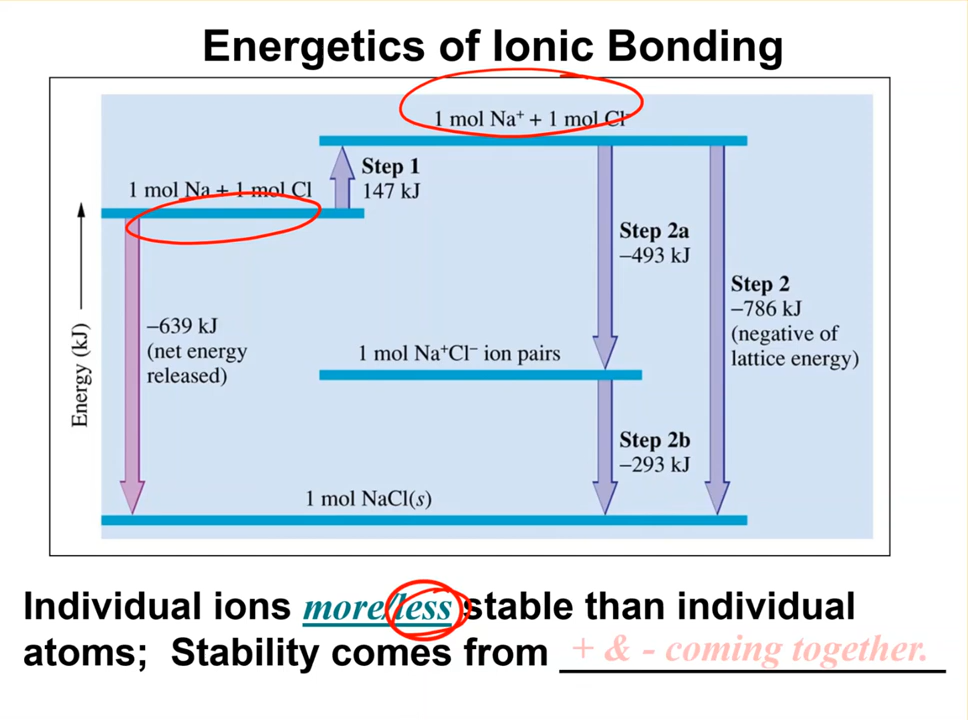 Energetics of Ionic Bonding
1 mol Na⁺ + 1 mol Cl⁻
Step 1
147 kJ
1 mol Na + 1 mol Cl
Step 2a
−493 kJ
Step 2
−786 kJ
(negative of
lattice energy)
Energy (kJ)
−639 kJ
(net energy
released)
1 mol Na⁺Cl⁻ ion pairs
Step 2b
−293 kJ
1 mol NaCl(s)
Individual ions more/less stable than individual
atoms; Stability comes from + & - coming together.